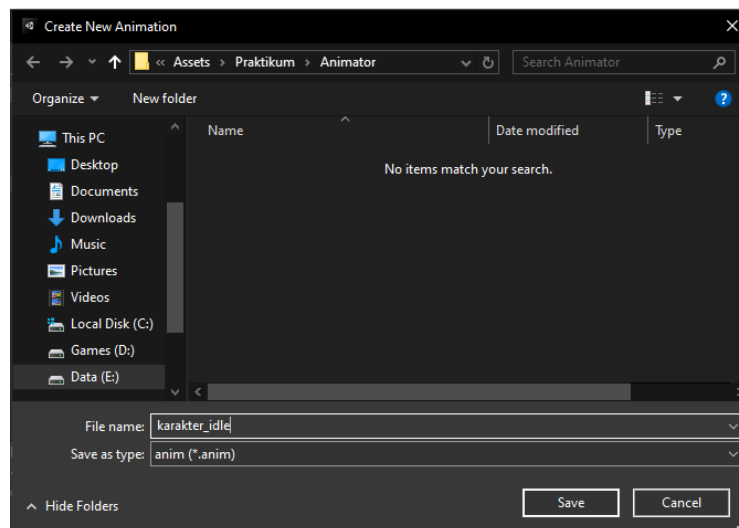 Create New Animation
« Assets › Praktikum › Animator
Search Animator
Organize
New folder
Name
Date modified
Type
This PC
Desktop
Documents
Downloads
Music
Pictures
Videos
Local Disk (C:)
Games (D:)
Data (E:)
No items match your search.
File name: karakter_idle
Save as type: anim (*.anim)
Hide Folders
Save
Cancel